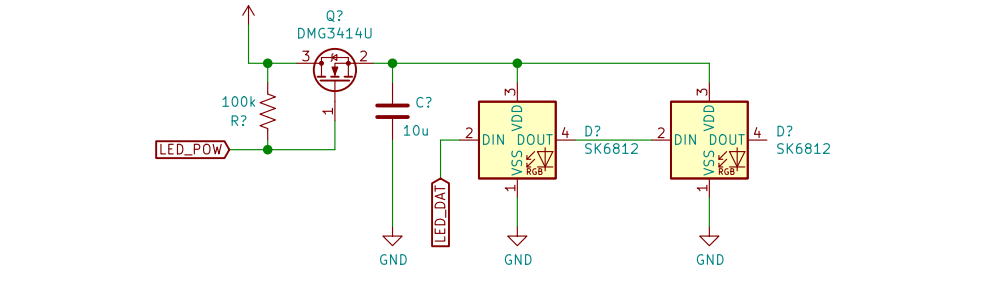 Q?
DMG3414U
3
2
1
100k
R?
LED_POW
C?
10u
GND
LED_DAT
3
VDD
2
DIN
DOUT
4
VSS
RGB
1
D?
SK6812
GND
3
VDD
2
DIN
DOUT
4
VSS
RGB
1
D?
SK6812
GND